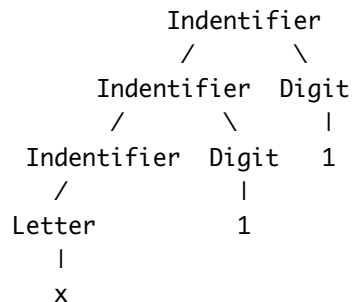 Indentifier
/ \
Indentifier Digit
/ \ |
Indentifier Digit 1
/ |
Letter 1
|
x